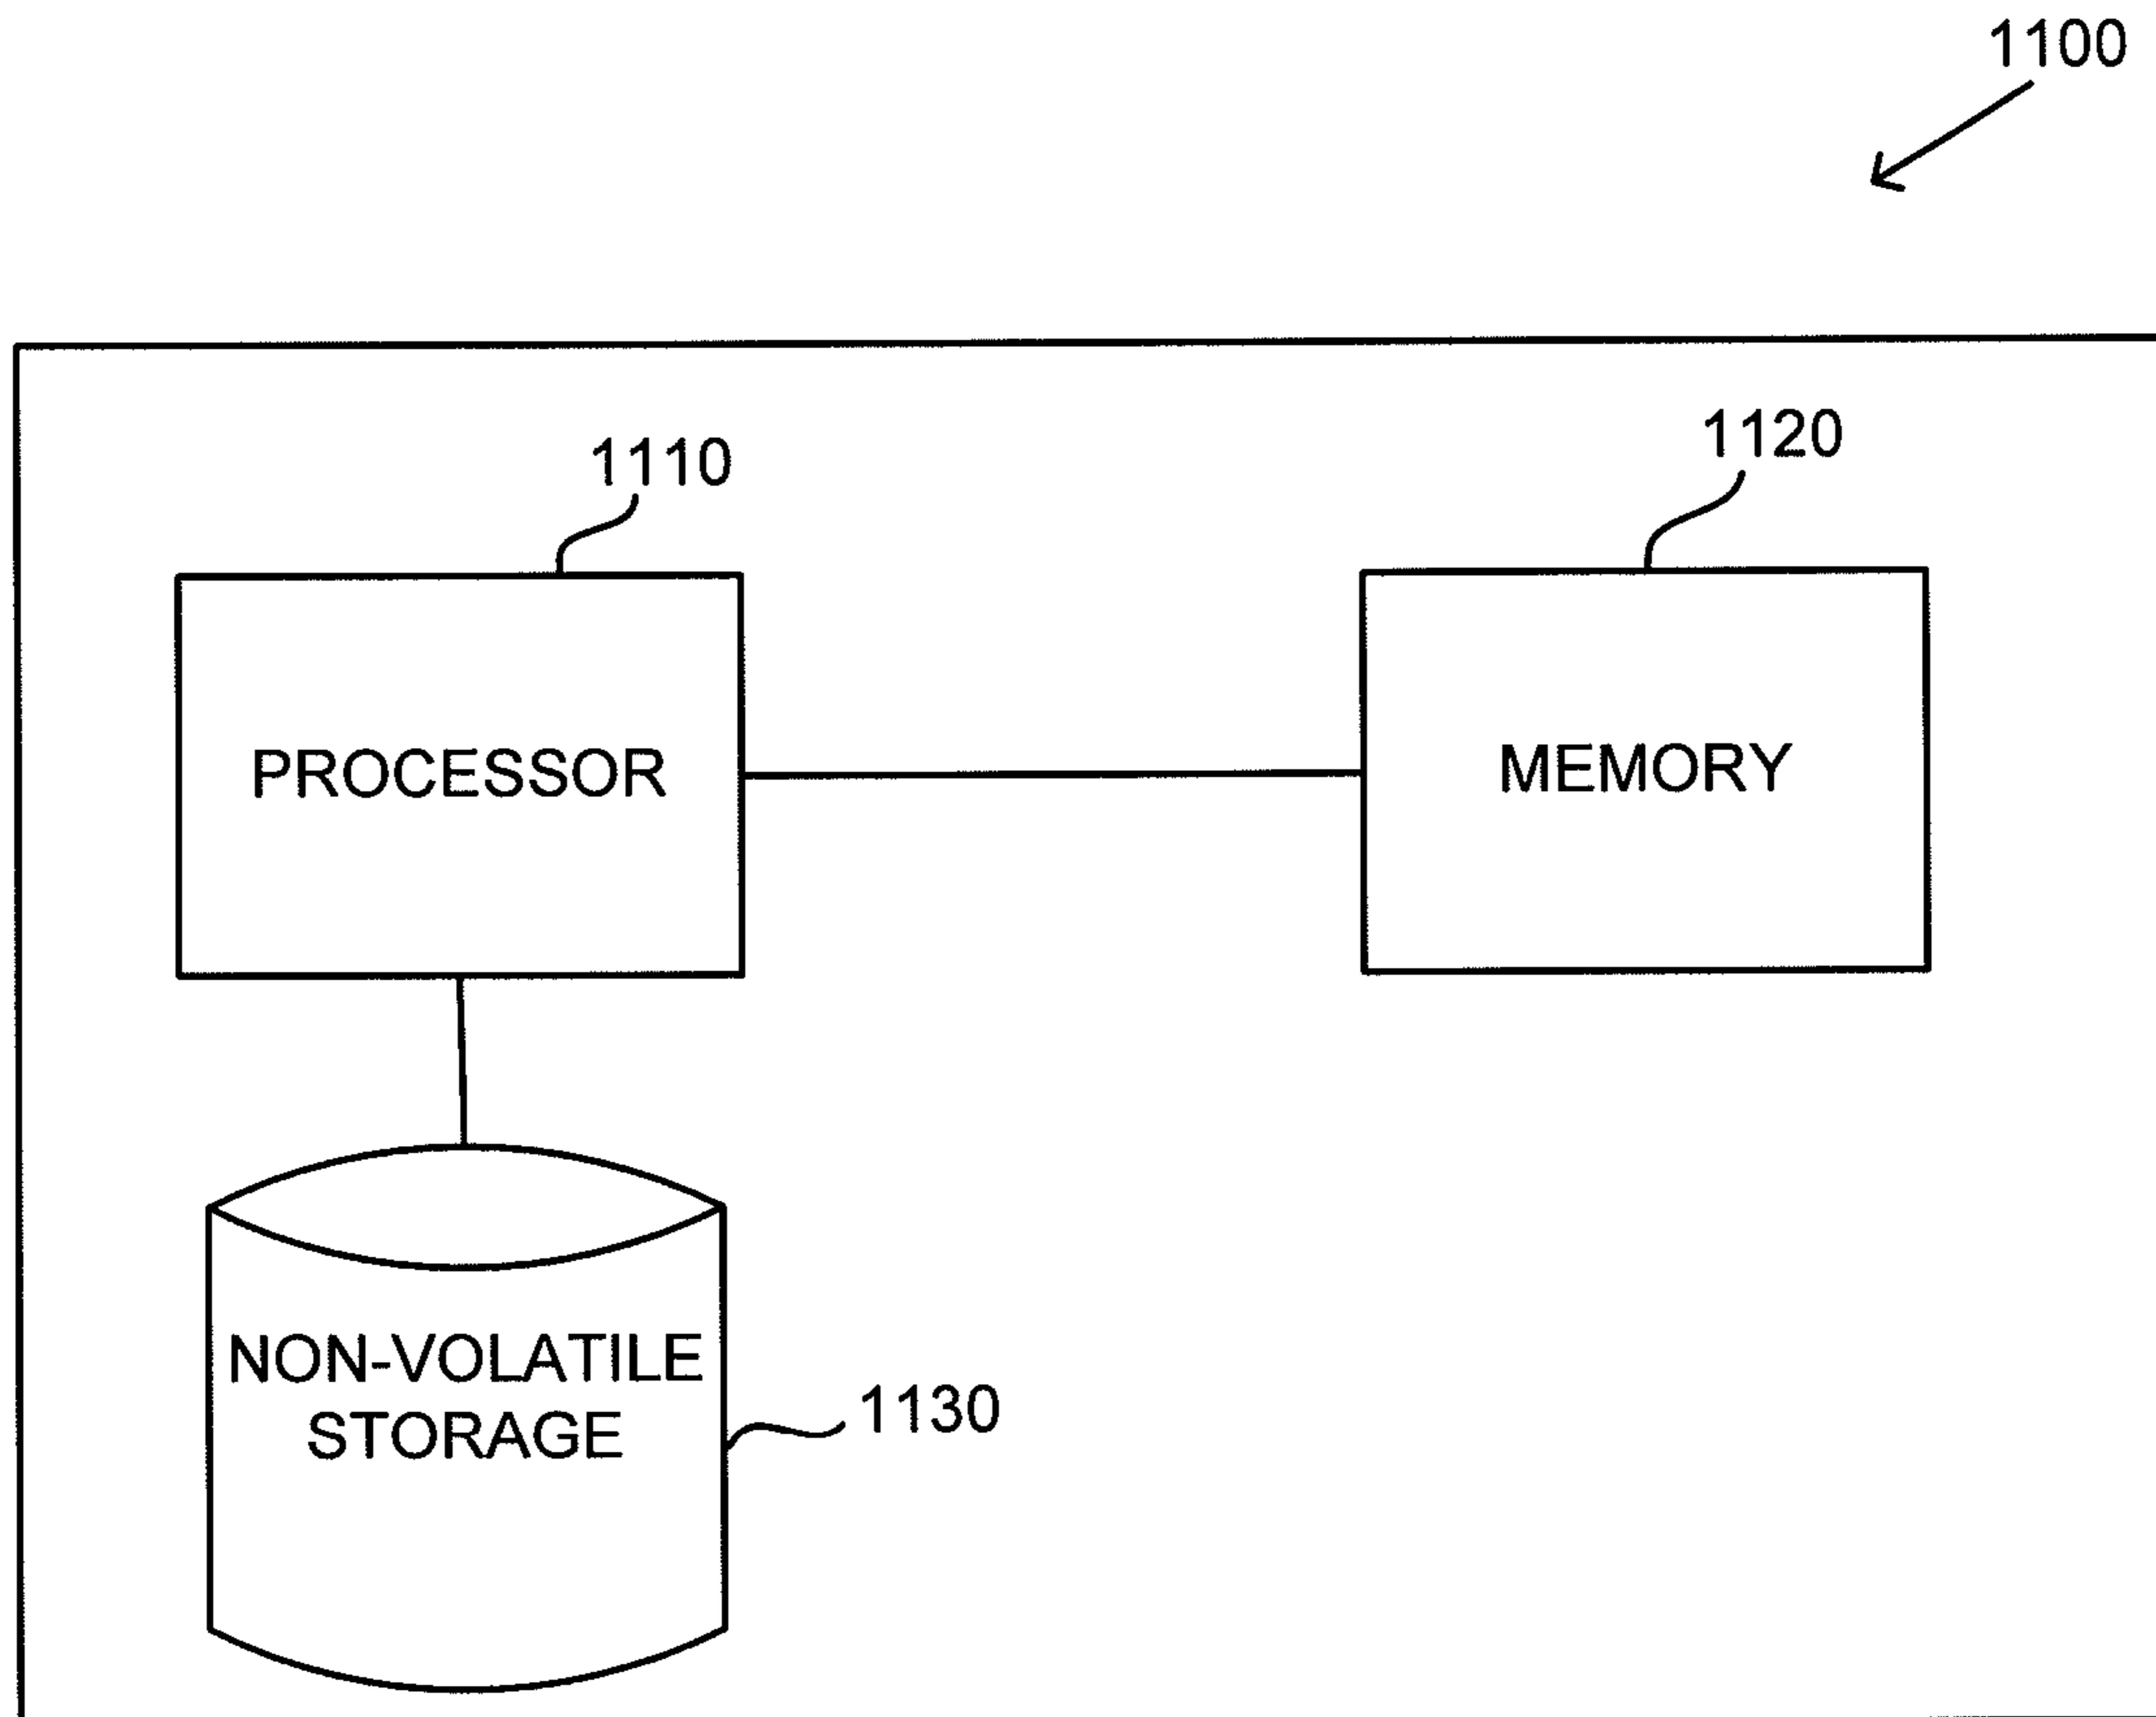 1100
1110
1120
PROCESSOR
MEMORY
NON-VOLATILE
STORAGE
1130